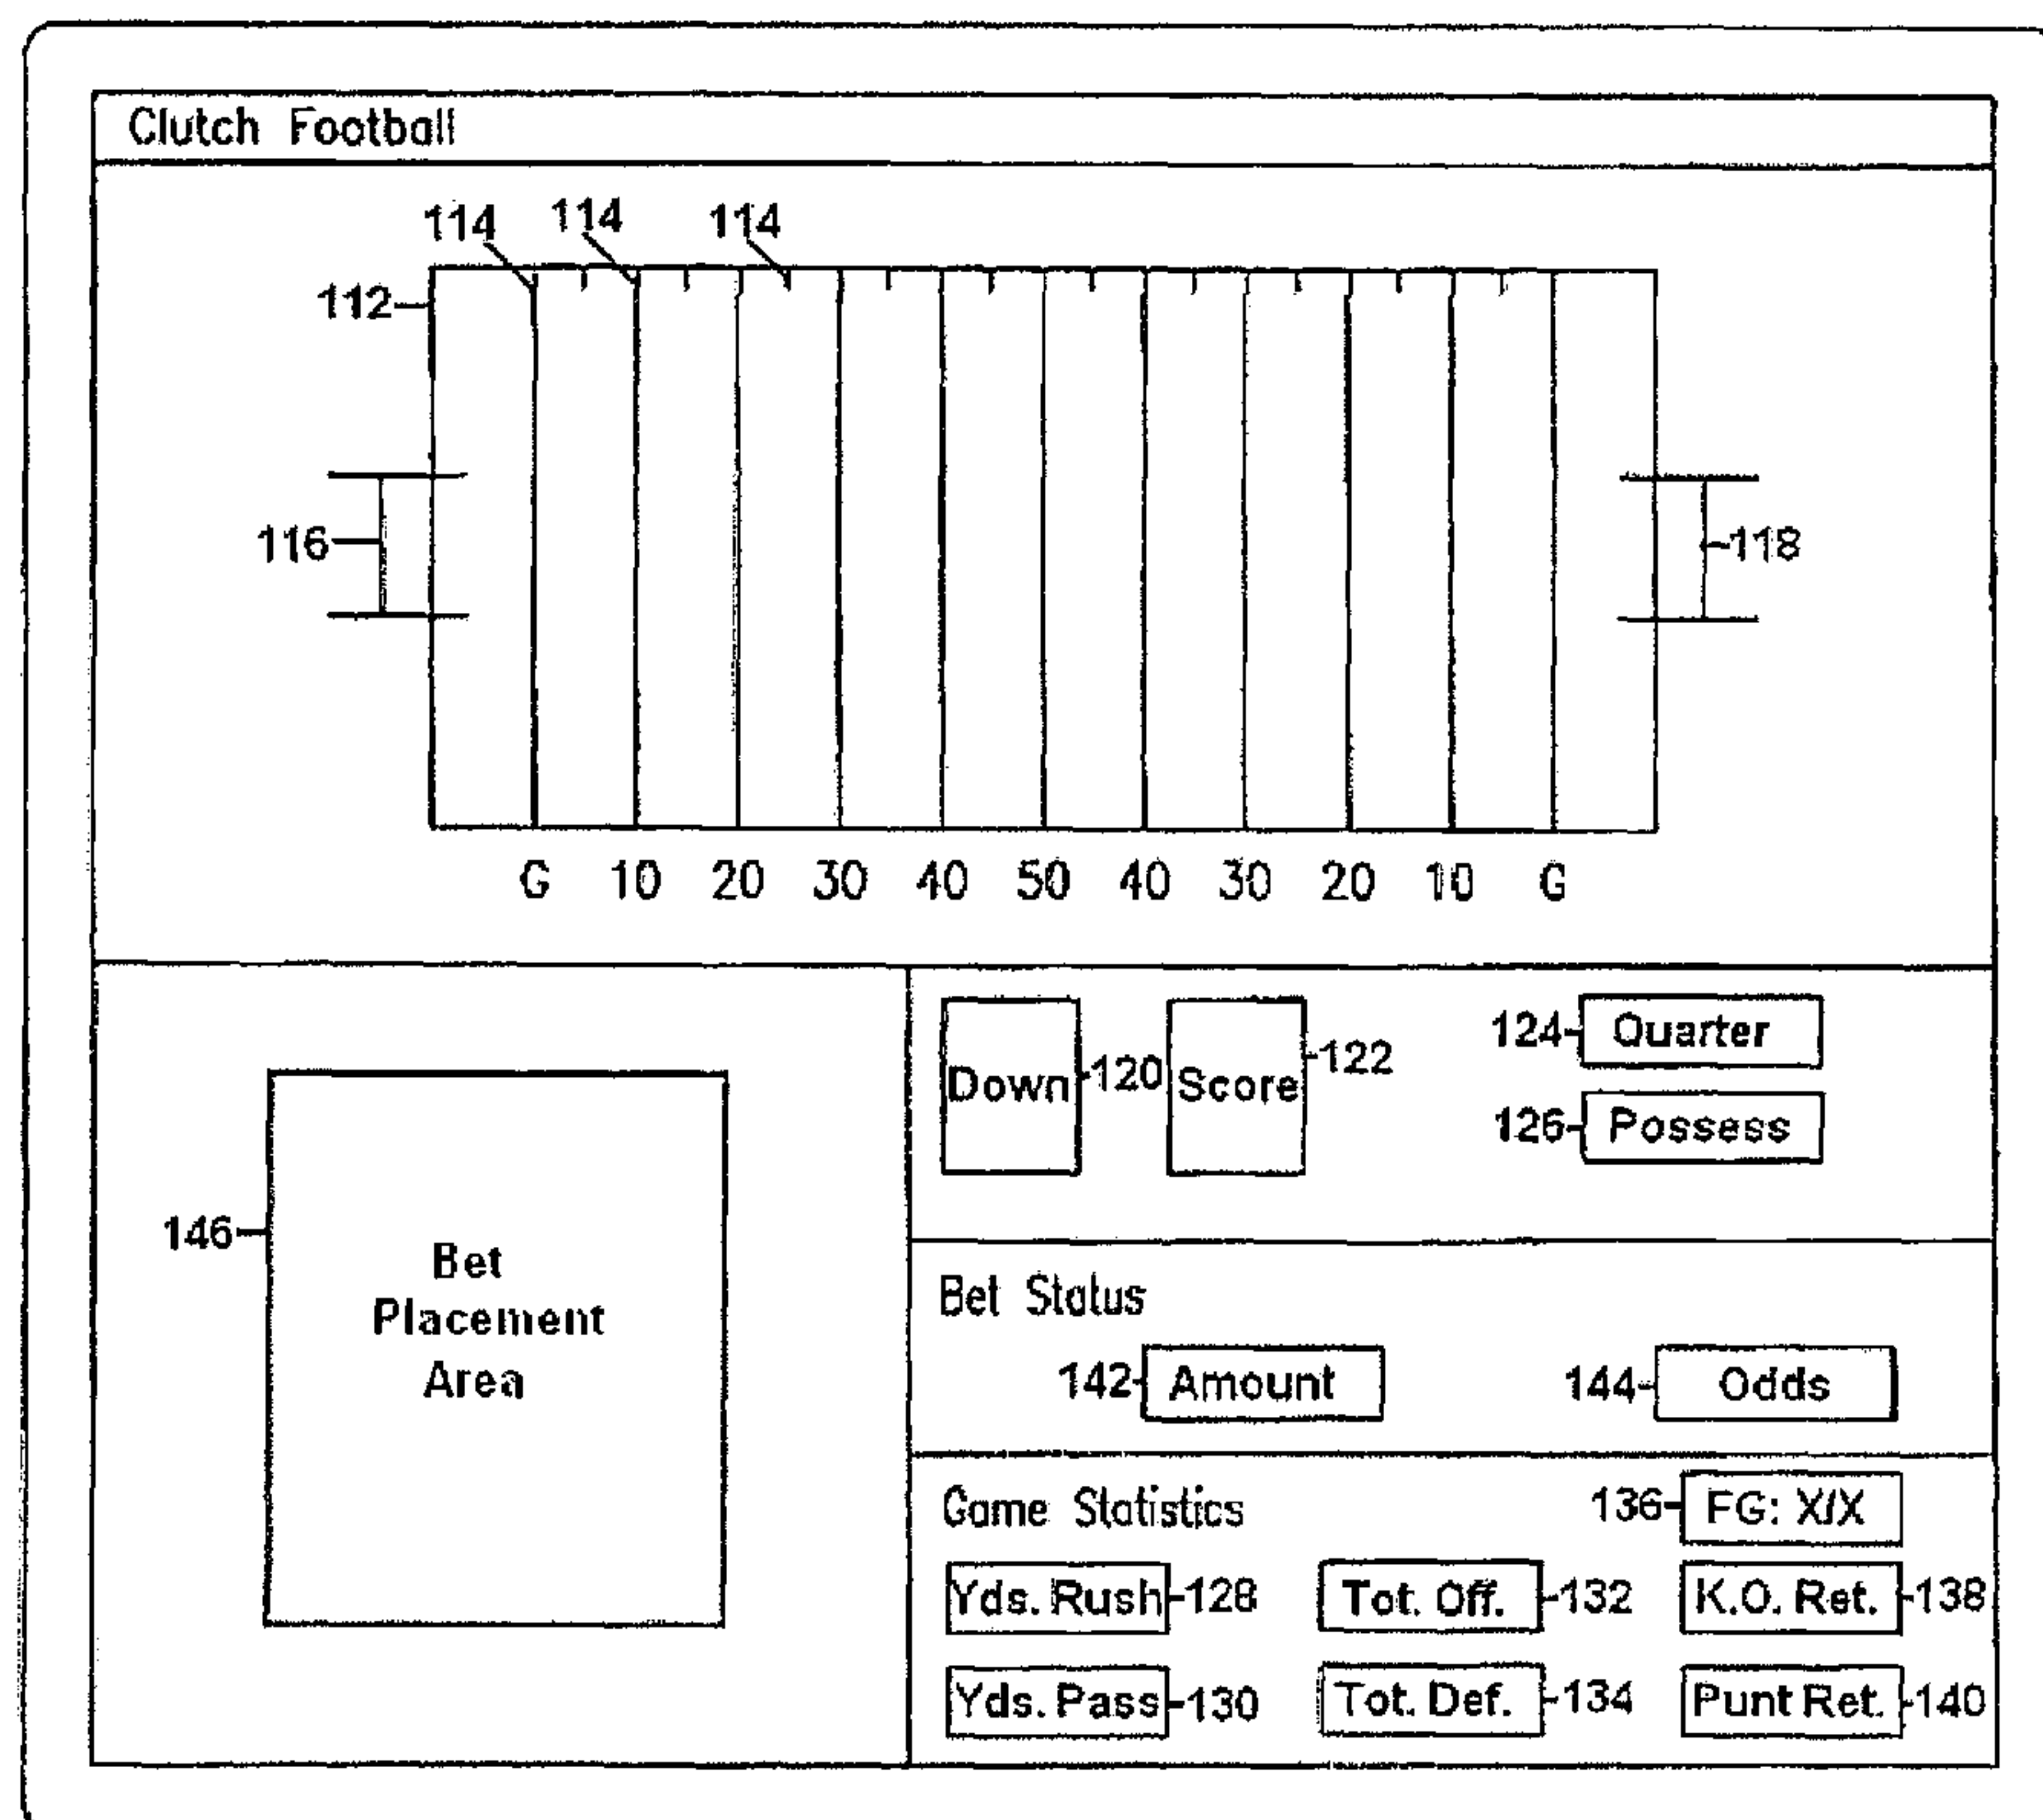 Clutch Football
114 114 114
112
116 118
G 10 20 30 40 50 40 30 20 10 G
Down 120 Score 122
124 Quarter
126 Possess
146
Bet
Placement
Area
Bet Status
142 Amount 144 Odds
Game Statistics 136 FG: X/X
Yds. Rush 128 Tot. Off. 132 K.O. Ret. 138
Yds. Pass 130 Tot. Def. 134 Punt Ret. 140